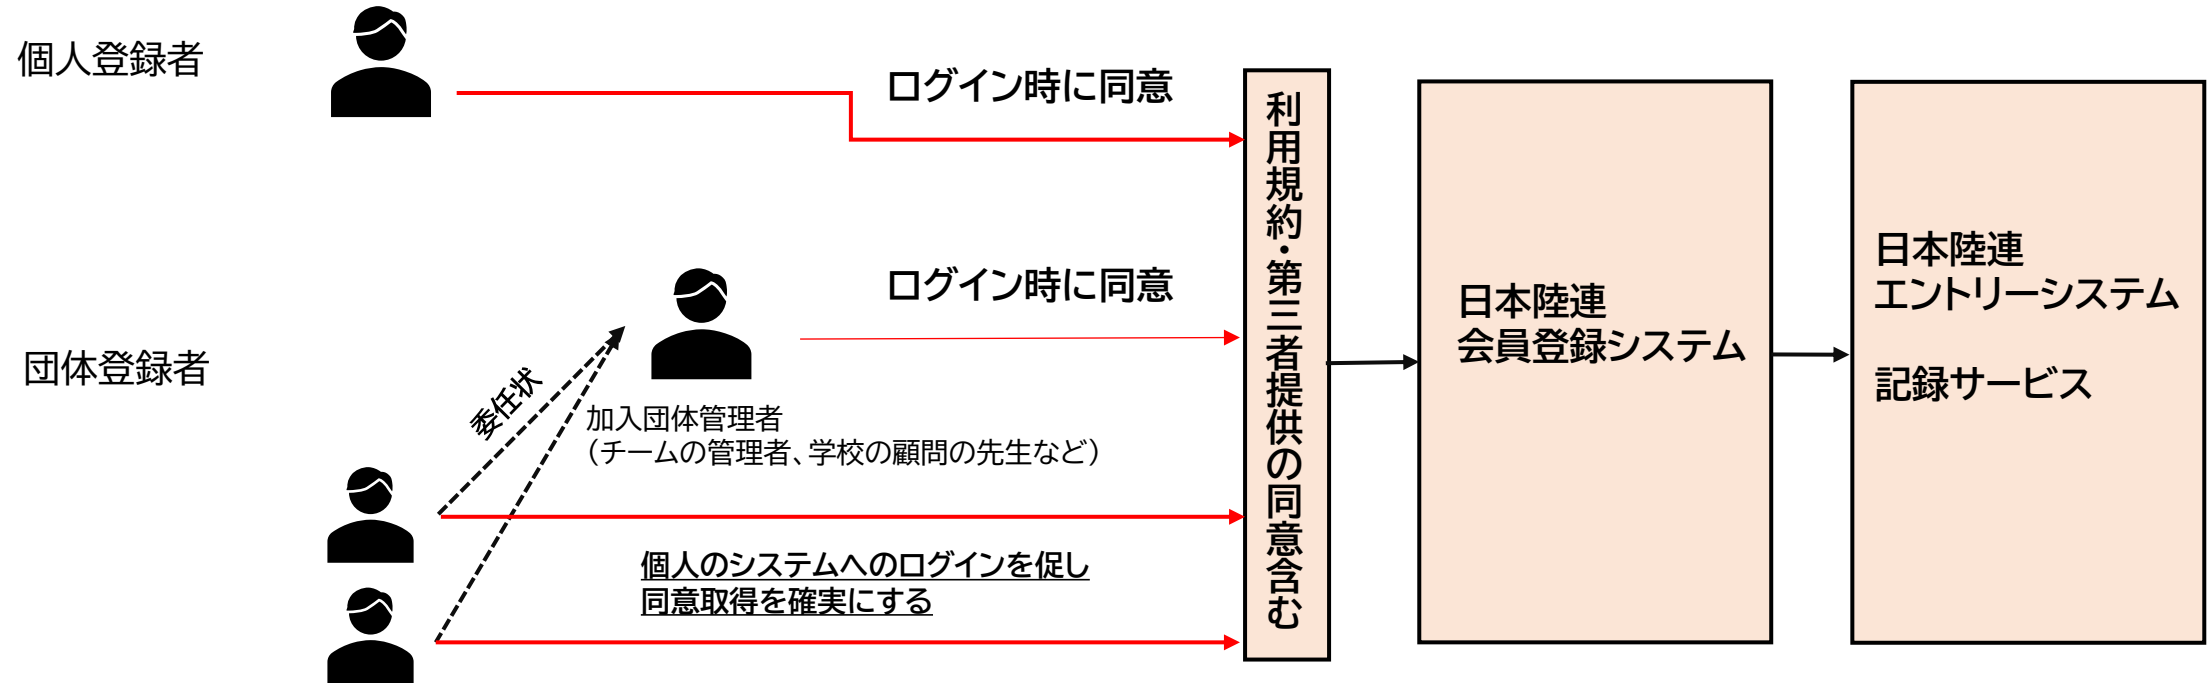 個人登録者
ログイン時に同意
団体登録者
委任状
加入団体管理者
（チームの管理者、学校の顧問の先生など）
ログイン時に同意
個人のシステムへのログインを促し
同意取得を確実にする
利用規約・第三者提供の同意含む
日本陸連
会員登録システム
日本陸連
エントリーシステム
記録サービス